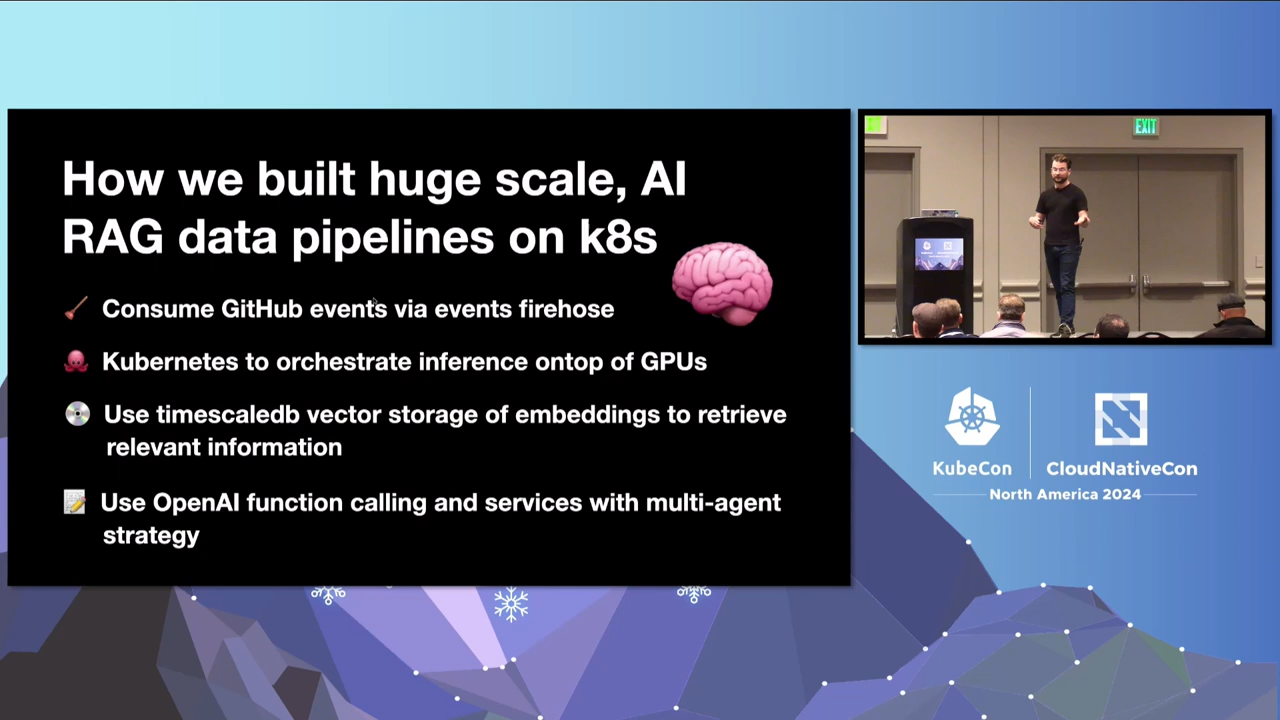 How we built huge scale, AI
RAG data pipelines on k8s
Consume GitHub events via events firehose
Kubernetes to orchestrate inference ontop of GPUs
Use timescaledb vector storage of embeddings to retrieve
relevant information
Use OpenAI function calling and services with multi-agent
strategy
EXIT
KubeCon
CloudNativeCon
North America 2024